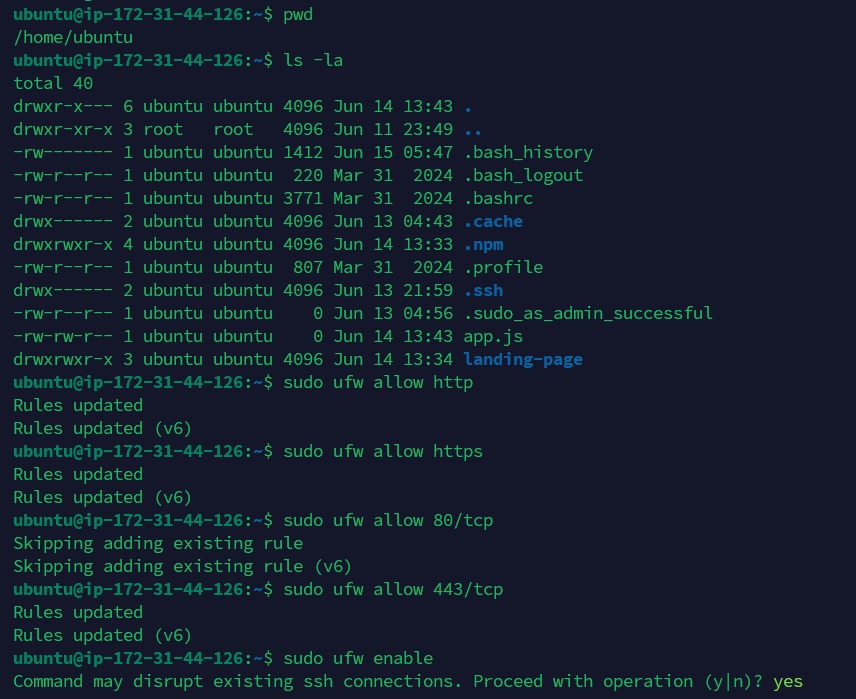 ubuntu@ip-172-31-44-126:~$ pwd
/home/ubuntu
ubuntu@ip-172-31-44-126:~$ ls -la
total 40
drwxr-x--- 6 ubuntu ubuntu 4096 Jun 14 13:43 .
drwxr-xr-x 3 root   root   4096 Jun 11 23:49 ..
-rw------- 1 ubuntu ubuntu 1412 Jun 15 05:47 .bash_history
-rw-r--r-- 1 ubuntu ubuntu  220 Mar 31  2024 .bash_logout
-rw-r--r-- 1 ubuntu ubuntu 3771 Mar 31  2024 .bashrc
drwx------ 2 ubuntu ubuntu 4096 Jun 13 04:43 .cache
drwxrwxr-x 4 ubuntu ubuntu 4096 Jun 14 13:33 .npm
-rw-r--r-- 1 ubuntu ubuntu  807 Mar 31  2024 .profile
drwx------ 2 ubuntu ubuntu 4096 Jun 13 21:59 .ssh
-rw-r--r-- 1 ubuntu ubuntu    0 Jun 13 04:56 .sudo_as_admin_successful
-rw-rw-r-- 1 ubuntu ubuntu    0 Jun 14 13:43 app.js
drwxrwxr-x 3 ubuntu ubuntu 4096 Jun 14 13:34 landing-page
ubuntu@ip-172-31-44-126:~$ sudo ufw allow http
Rules updated
Rules updated (v6)
ubuntu@ip-172-31-44-126:~$ sudo ufw allow https
Rules updated
Rules updated (v6)
ubuntu@ip-172-31-44-126:~$ sudo ufw allow 80/tcp
Skipping adding existing rule
Skipping adding existing rule (v6)
ubuntu@ip-172-31-44-126:~$ sudo ufw allow 443/tcp
Rules updated
Rules updated (v6)
ubuntu@ip-172-31-44-126:~$ sudo ufw enable
Command may disrupt existing ssh connections. Proceed with operation (y|n)? yes